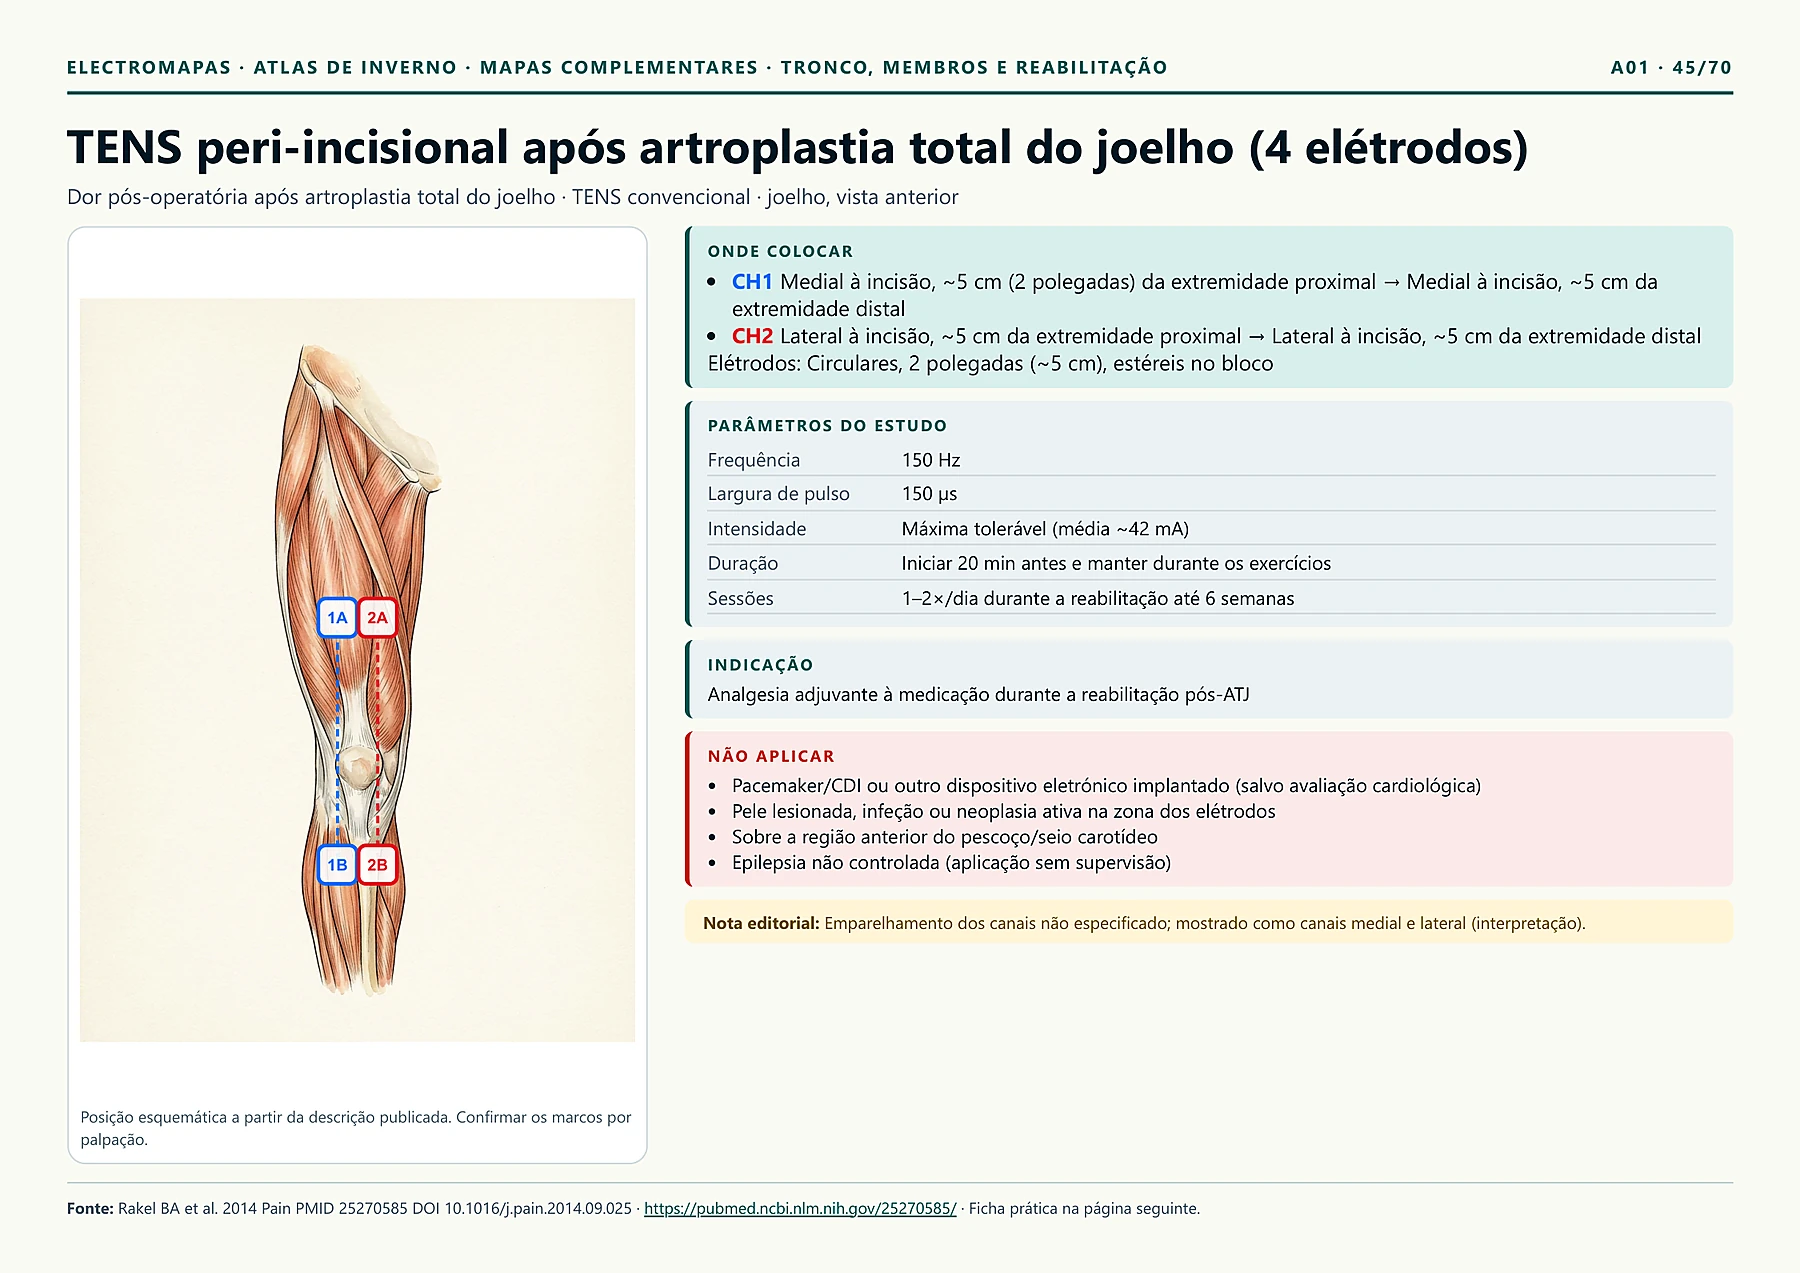 ELECTROMAPAS · ATLAS DE INVERNO · MAPAS COMPLEMENTARES · TRONCO, MEMBROS E REABILITAÇÃO
A01 · 45/70
TENS peri-incisional após artroplastia total do joelho (4 elétrodos)
Dor pós-operatória após artroplastia total do joelho · TENS convencional · joelho, vista anterior
1A
2A
1B
2B
Posição esquemática a partir da descrição publicada. Confirmar os marcos por
palpação.
ONDE COLOCAR
• CH1 Medial à incisão, ~5 cm (2 polegadas) da extremidade proximal → Medial à incisão, ~5 cm da
extremidade distal
• CH2 Lateral à incisão, ~5 cm da extremidade proximal → Lateral à incisão, ~5 cm da extremidade distal
Elétrodos: Circulares, 2 polegadas (~5 cm), estéreis no bloco
PARÂMETROS DO ESTUDO
Frequência 150 Hz
Largura de pulso 150 µs
Intensidade Máxima tolerável (média ~42 mA)
Duração Iniciar 20 min antes e manter durante os exercícios
Sessões 1–2×/dia durante a reabilitação até 6 semanas
INDICAÇÃO
Analgesia adjuvante à medicação durante a reabilitação pós-ATJ
NÃO APLICAR
• Pacemaker/CDI ou outro dispositivo eletrónico implantado (salvo avaliação cardiológica)
• Pele lesionada, infeção ou neoplasia ativa na zona dos elétrodos
• Sobre a região anterior do pescoço/seio carotídeo
• Epilepsia não controlada (aplicação sem supervisão)
Nota editorial: Emparelhamento dos canais não especificado; mostrado como canais medial e lateral (interpretação).
Fonte: Rakel BA et al. 2014 Pain PMID 25270585 DOI 10.1016/j.pain.2014.09.025 · https://pubmed.ncbi.nlm.nih.gov/25270585/ · Ficha prática na página seguinte.